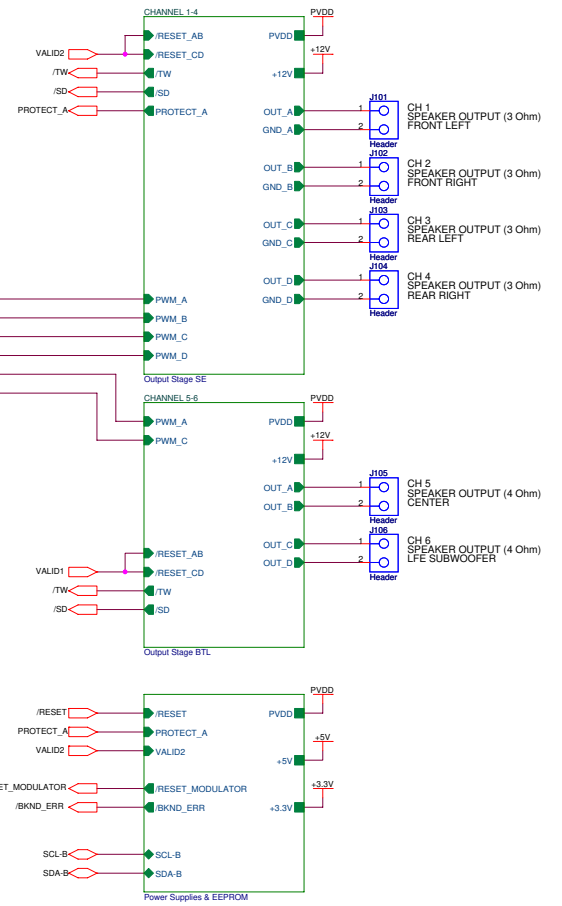 CHANNEL 1-4
PVDD
/RESET_AB
PVDD
VALID2
/RESET_CD
+12V
/TW
/TW
+12V
/SD
/SD
PROTECT_A
PROTECT_A
OUT_A
1
J101
CH 1
SPEAKER OUTPUT (3 Ohm)
FRONT LEFT
GND_A
2
Header
OUT_B
1
J102
CH 2
SPEAKER OUTPUT (3 Ohm)
FRONT RIGHT
GND_B
2
Header
OUT_C
1
J103
CH 3
SPEAKER OUTPUT (3 Ohm)
REAR LEFT
GND_C
2
Header
OUT_D
1
J104
CH 4
SPEAKER OUTPUT (3 Ohm)
REAR RIGHT
GND_D
2
Header
PWM_A
PWM_B
PWM_C
PWM_D
Output Stage SE
CHANNEL 5-6
PVDD
PWM_A
PVDD
PWM_C
+12V
+12V
OUT_A
1
J105
CH 5
SPEAKER OUTPUT (4 Ohm)
CENTER
OUT_B
2
Header
OUT_C
1
J106
CH 6
SPEAKER OUTPUT (4 Ohm)
LFE SUBWOOFER
OUT_D
2
Header
/RESET_AB
VALID1
/RESET_CD
/TW
/TW
/SD
/SD
Output Stage BTL
PVDD
/RESET
/RESET
PVDD
PROTECT_A
PROTECT_A
VALID2
VALID2
+5V
+5V
ET_MODULATOR
/RESET_MODULATOR
+3.3V
/BKND_ERR
/BKND_ERR
+3.3V
SCL-B
SCL-B
SDA-B
SDA-B
Power Supplies & EEPROM